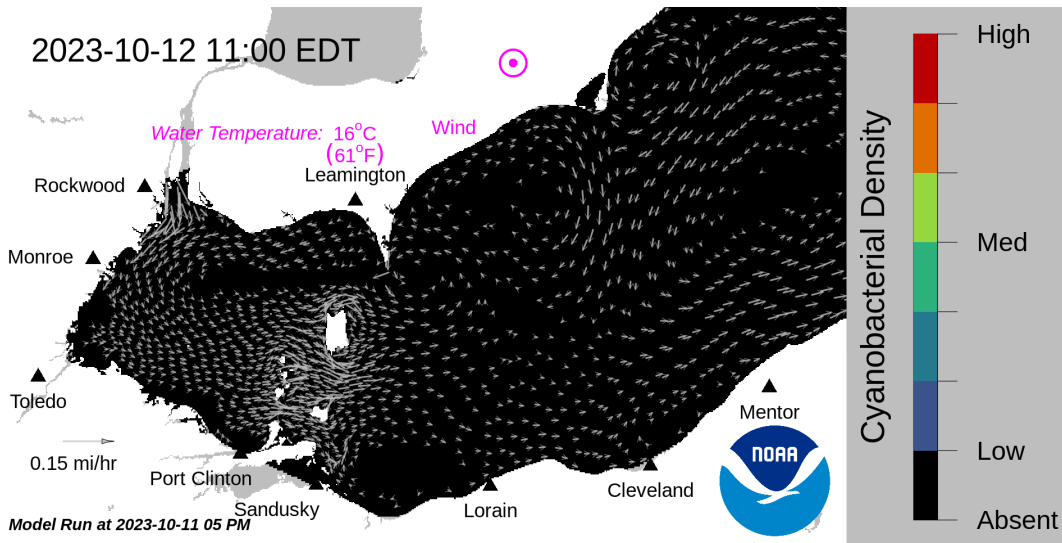 2023-10-12 11:00 EDT
High
Water Temperature: 16°C
(61°F)
Wind
Leamington
Rockwood
Monroe
Med
Cyanobacterial Density
Toledo
Mentor
0.15 mi/hr
NOAA
Low
Port Clinton
Cleveland
Sandusky
Lorain
Model Run at 2023-10-11 05 PM
Absent